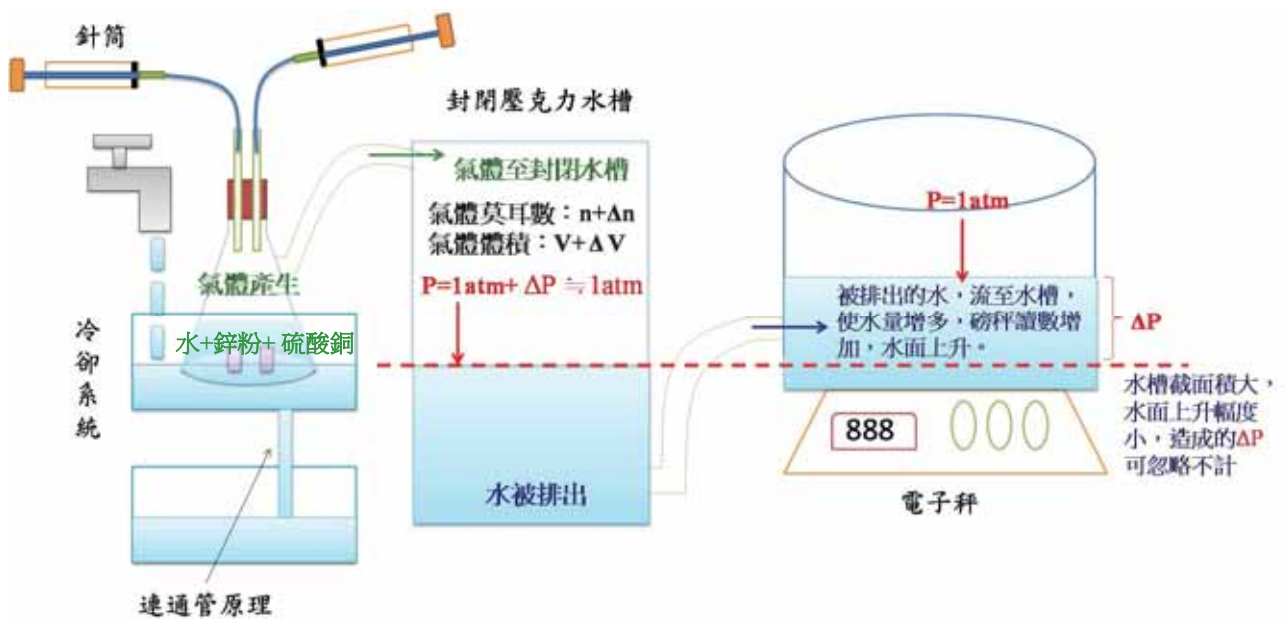 針筒
封閉壓克力水槽
氣體至封閉水槽
氣體莫耳數：n+Δn
氣體體積：V+ΔV
P=1atm+ ΔP ≒ 1atm
氣體產生
水+鋅粉+ 硫酸銅
冷卻系統
水被排出
連通管原理
P=1atm
被排出的水，流至水槽，
使水量增多，磅秤讀數增
加，水面上升。
ΔP
水槽截面積大，
水面上升幅度
小，造成的ΔP
可忽略不計
888
電子秤